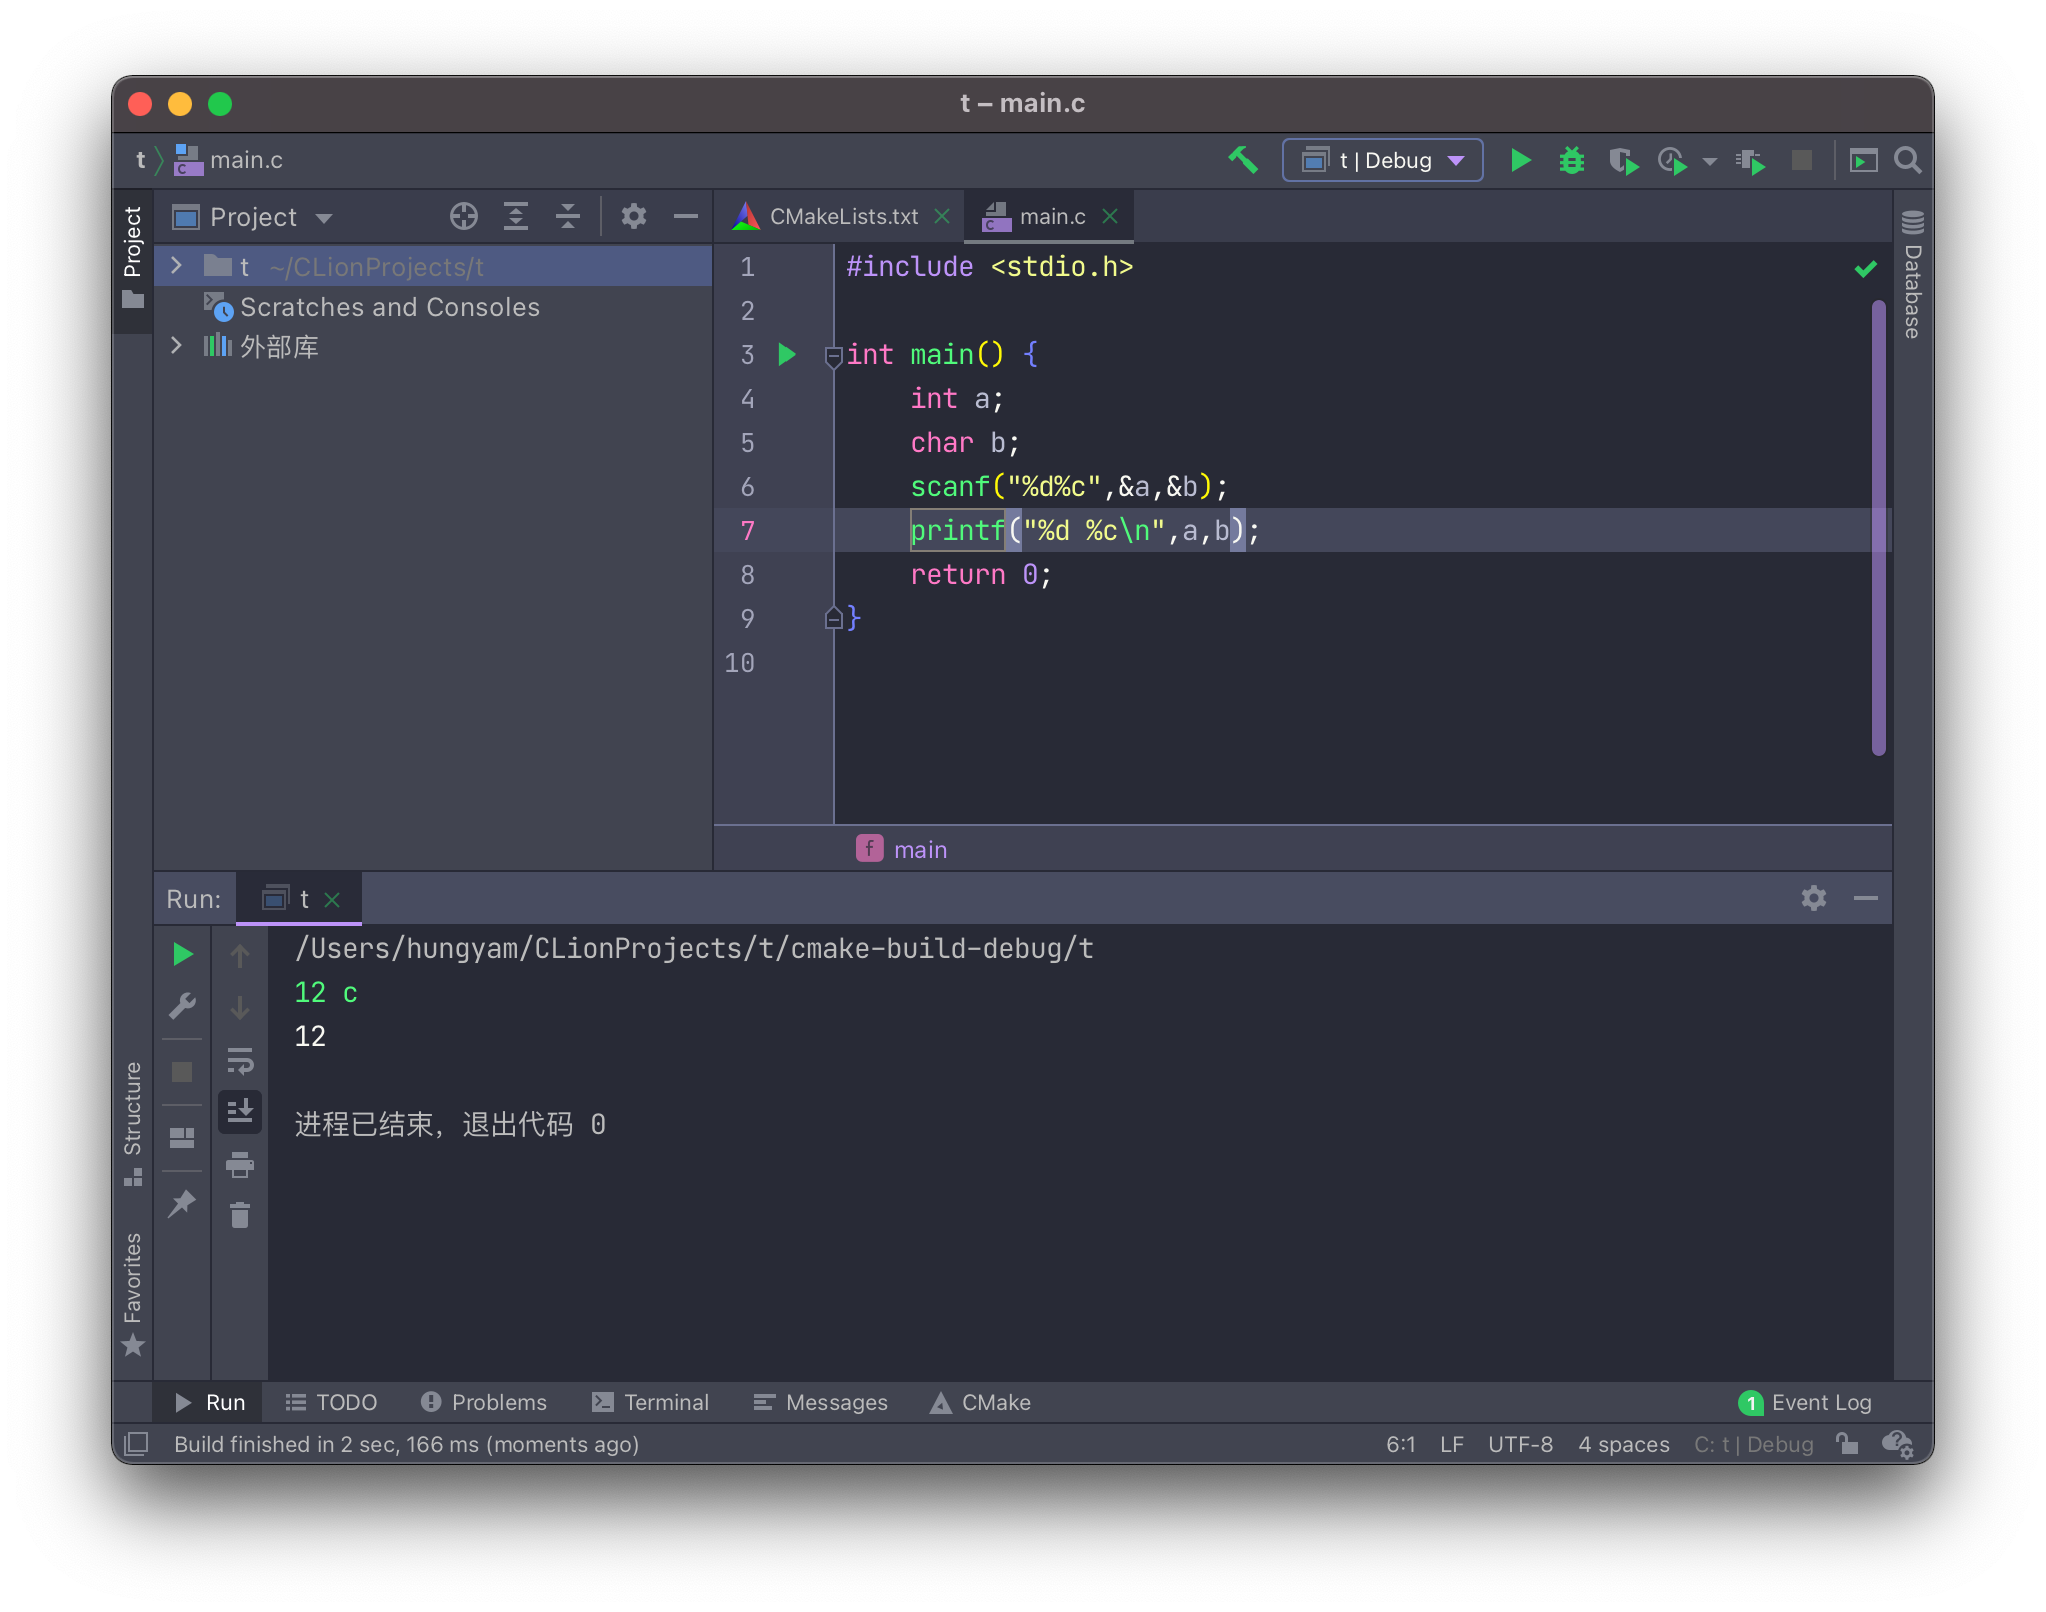 t – main.c
t main.c
t | Debug
Project
Project
CMakeLists.txt
main.c
t ~/CLionProjects/t
Scratches and Consoles
外部库
1 #include <stdio.h>
2
3 int main() {
4 int a;
5 char b;
6 scanf("%d%c",&a,&b);
7 printf("%d %c\n",a,b);
8 return 0;
9 }
10
f main
Database
Run: t
/Users/hungyam/CLionProjects/t/cmake-build-debug/t
12 c
12
进程已结束，退出代码 0
Structure
Favorites
Run TODO Problems Terminal Messages CMake 1 Event Log
Build finished in 2 sec, 166 ms (moments ago) 6:1 LF UTF-8 4 spaces C: t | Debug